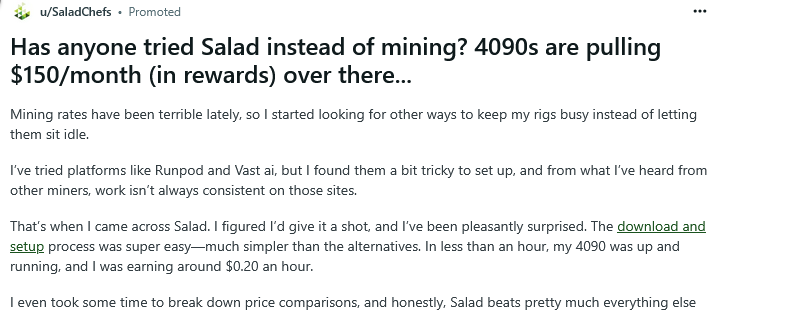 u/SaladChefs • Promoted
Has anyone tried Salad instead of mining? 4090s are pulling
$150/month (in rewards) over there...
Mining rates have been terrible lately, so I started looking for other ways to keep my rigs busy instead of letting
them sit idle.
I've tried platforms like Runpod and Vast ai, but I found them a bit tricky to set up, and from what I've heard from
other miners, work isn't always consistent on those sites.
That's when I came across Salad. I figured I'd give it a shot, and I've been pleasantly surprised. The download and
setup process was super easy—much simpler than the alternatives. In less than an hour, my 4090 was up and
running, and I was earning around $0.20 an hour.
I even took some time to break down price comparisons, and honestly, Salad beats pretty much everything else